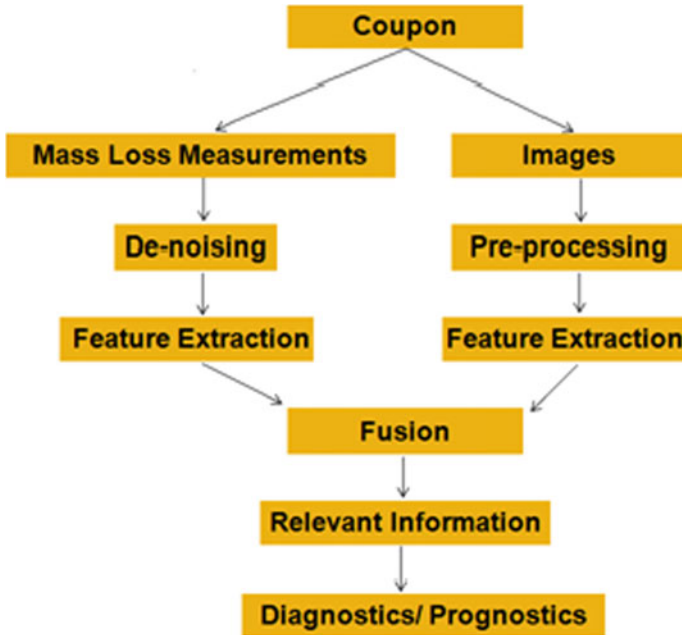 Coupon
Mass Loss Measurements
Images
De-noising
Pre-processing
Feature Extraction
Feature Extraction
Fusion
Relevant Information
Diagnostics/ Prognostics